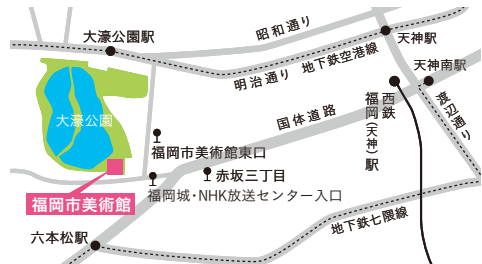 昭和通り
大濠公園駅
天神駅
明治通り 地下鉄空港線
天神南駅
西鉄
福岡(天神)駅
渡辺通り
国体道路
大濠公園
福岡市美術館東口
赤坂三丁目
福岡城・NHK放送センター入口
福岡市美術館
地下鉄七隈線
六本松駅